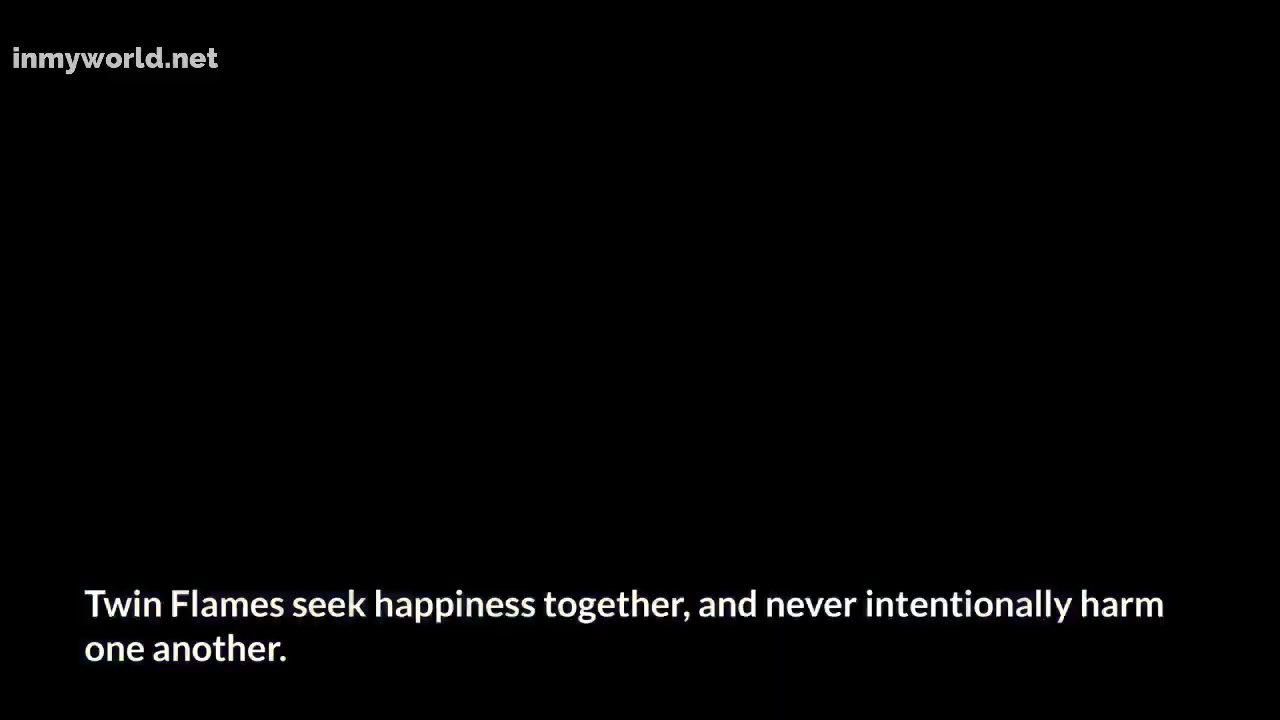 inmyworld.net
Twin Flames seek happiness together, and never intentionally harm
one another.